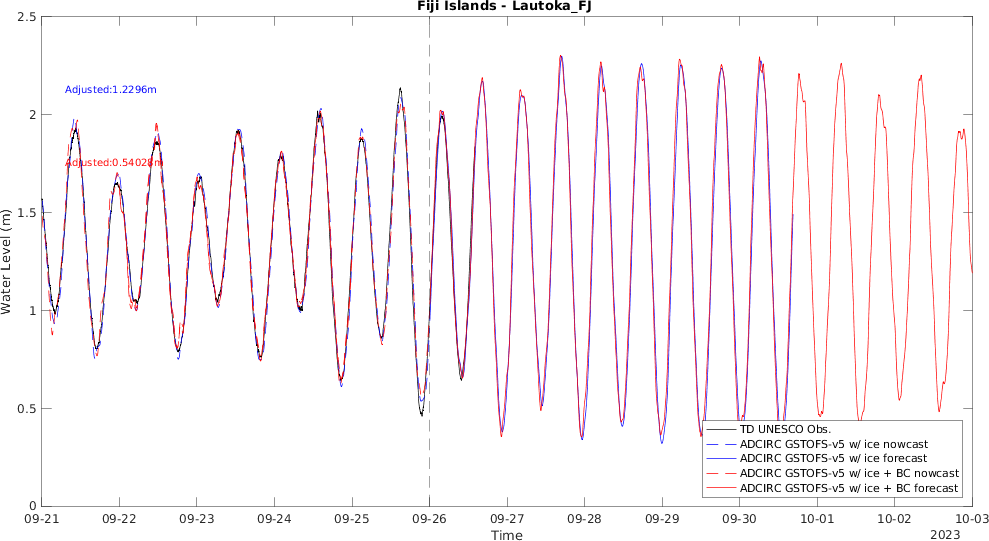 Fiji Islands - Lautoka_FJ
2.5
2
1.5
1
0.5
0
Water Level (m)
Adjusted:1.2296m
Adjusted:0.54028m
TD UNESCO Obs.
ADCIRC GSTOFS-v5 w/ ice nowcast
ADCIRC GSTOFS-v5 w/ ice forecast
ADCIRC GSTOFS-v5 w/ ice + BC nowcast
ADCIRC GSTOFS-v5 w/ ice + BC forecast
09-21 09-22 09-23 09-24 09-25 09-26 09-27 09-28 09-29 09-30 10-01 10-02 10-03
Time
2023